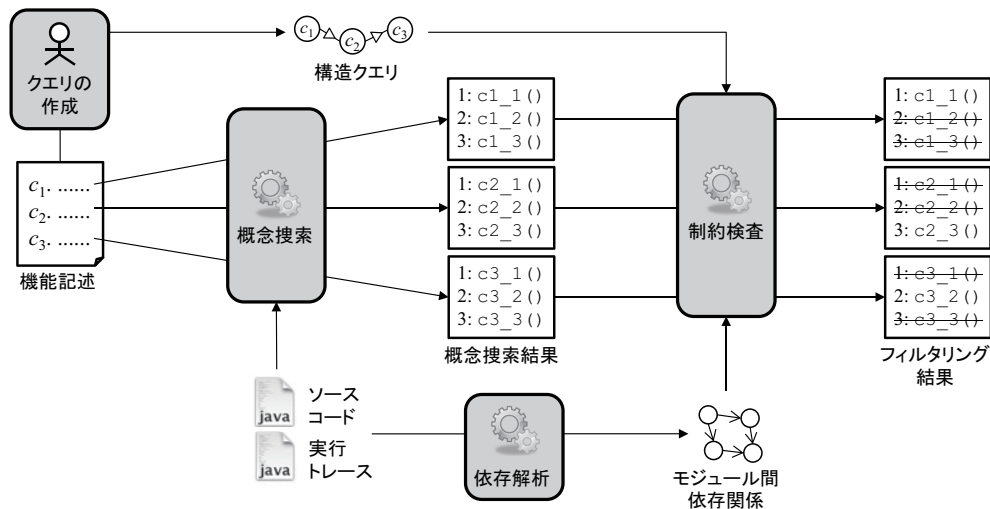 c1 c2 c3
構造クエリ
クエリの
作成
c1. ......
c2. ......
c3. ......
機能記述
概念捜索
1: c1_1()
2: c1_2()
3: c1_3()
1: c2_1()
2: c2_2()
3: c2_3()
1: c3_1()
2: c3_2()
3: c3_3()
概念捜索結果
制約検査
1: c1_1()
2: c1_2()
3: c1_3()
1: c2_1()
2: c2_2()
3: c2_3()
1: c3_1()
2: c3_2()
3: c3_3()
フィルタリング
結果
java
ソース
コード
java
実行
トレース
依存解析
モジュール間
依存関係